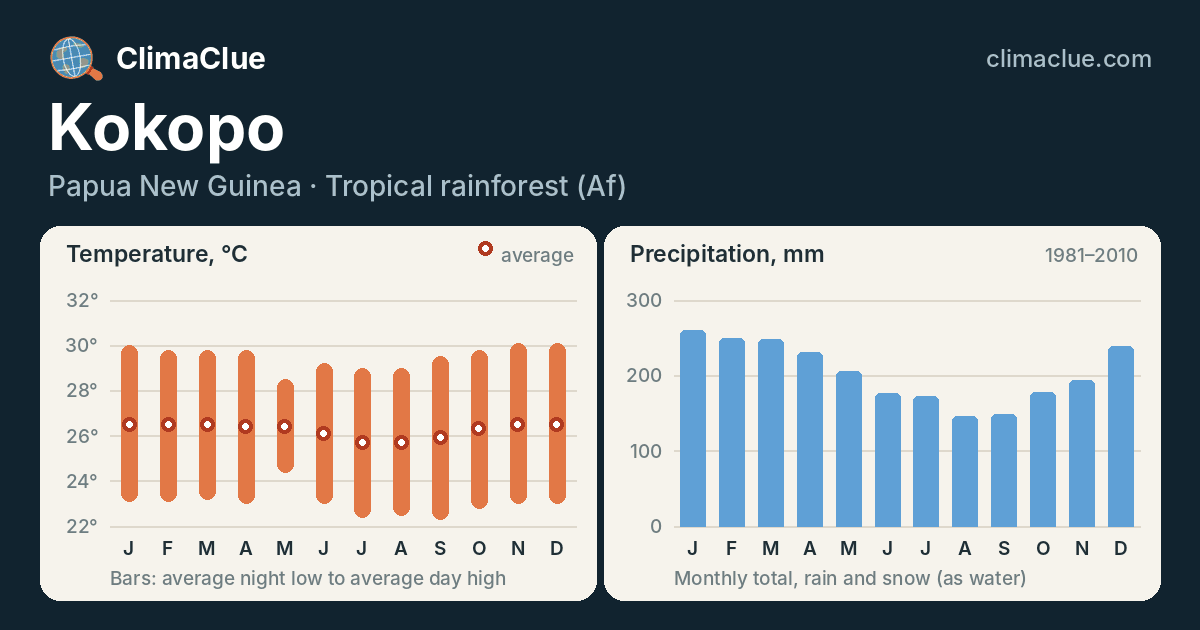 ClimaClue
climaclue.com
Kokopo
Papua New Guinea · Tropical rainforest (Af)
Temperature, °C
average
32°
30°
28°
26°
24°
22°
J F M A M J J A S O N D
Bars: average night low to average day high
Precipitation, mm
1981–2010
300
200
100
0
J F M A M J J A S O N D
Monthly total, rain and snow (as water)